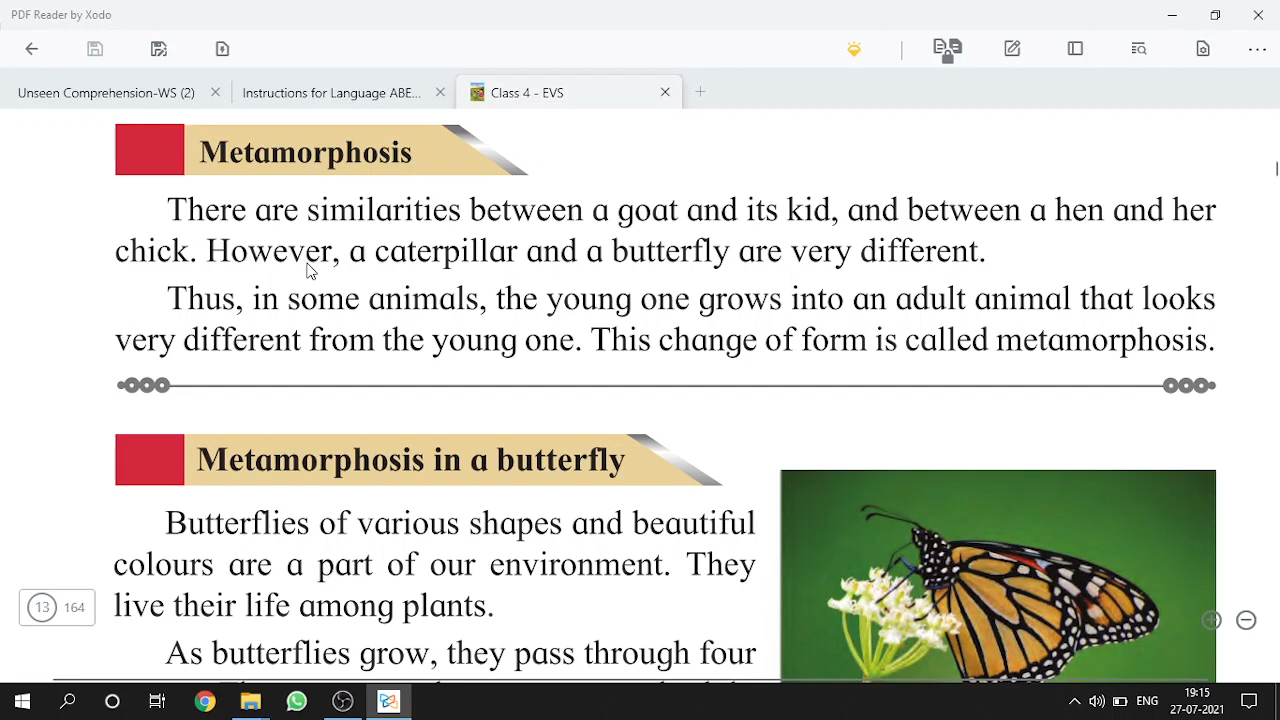 PDF Reader by Xodo
Unseen Comprehension-WS (2)
Instructions for Language ABE...
Class 4 - EVS
Metamorphosis
There are similarities between a goat and its kid, and between a hen and her
chick. However, a caterpillar and a butterfly are very different.
Thus, in some animals, the young one grows into an adult animal that looks
very different from the young one. This change of form is called metamorphosis.
Metamorphosis in a butterfly
Butterflies of various shapes and beautiful
colours are a part of our environment. They
live their life among plants.
As butterflies grow, they pass through four
13 164
ENG
19:15
27-07-2021